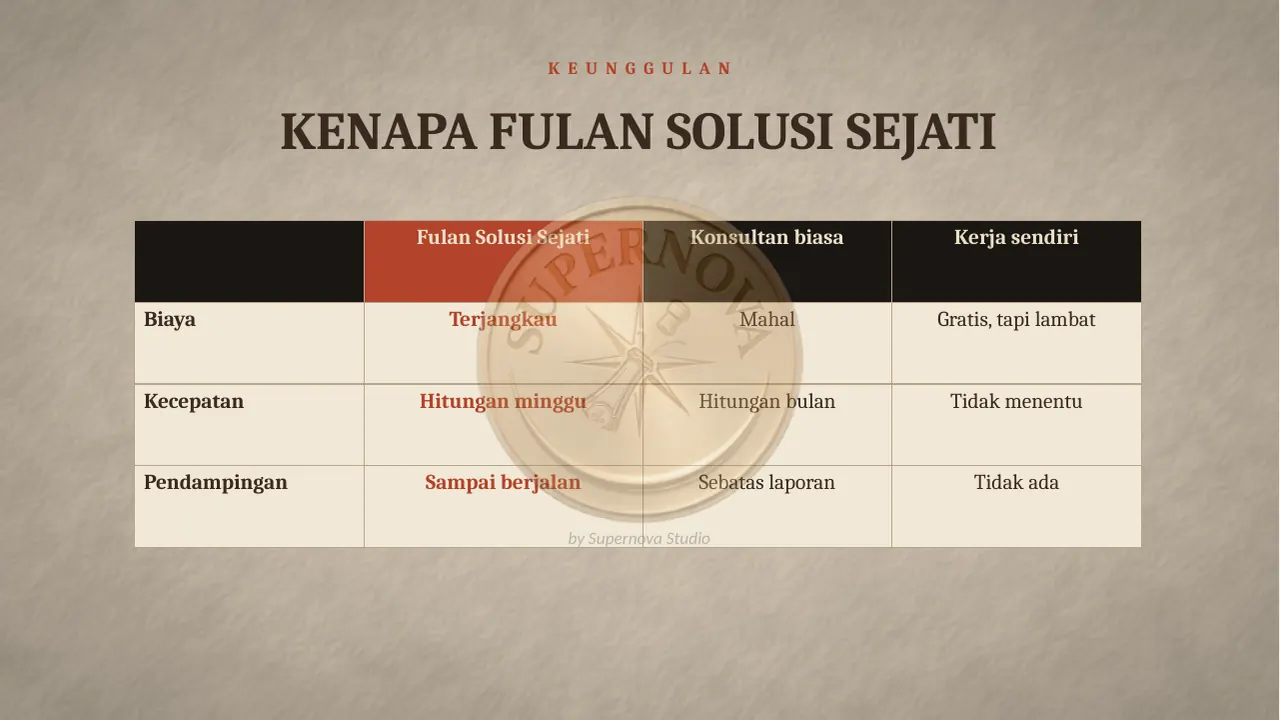 KEUNGGULAN
KENAPA FULAN SOLUSI SEJATI
Fulan Solusi Sejati Konsultan biasa Kerja sendiri
Biaya Terjangkau Mahal Gratis, tapi lambat
Kecepatan Hitungan minggu Hitungan bulan Tidak menentu
Pendampingan Sampai berjalan Sebatas laporan Tidak ada
SUPERNOVA
by Supernova Studio